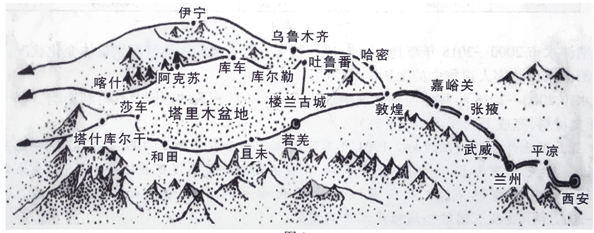 伊宁
乌鲁木齐
吐鲁番
哈密
库车
库尔勒
阿克苏
喀什
嘉峪关
楼兰古城
敦煌
张掖
莎车
塔里木盆地
塔什库尔干
若羌
武威
和田
且末
兰州
平凉
西安